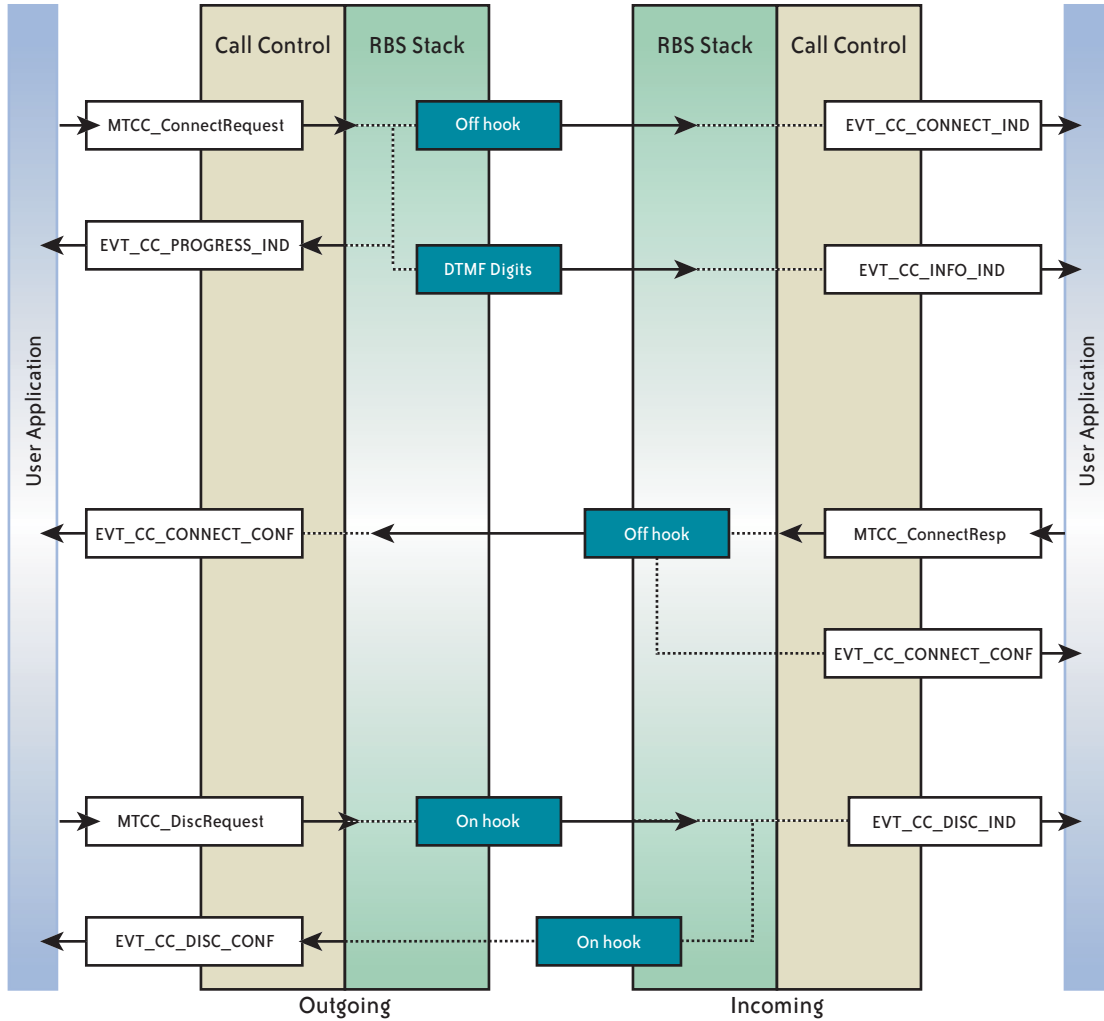 Call Control
RBS Stack
RBS Stack
Call Control
MTCC_ConnectRequest
Off hook
EVT_CC_CONNECT_IND
EVT_CC_PROGRESS_IND
DTMF Digits
EVT_CC_INFO_IND
User Application
User Application
EVT_CC_CONNECT_CONF
Off hook
MTCC_ConnectResp
EVT_CC_CONNECT_CONF
MTCC_DiscRequest
On hook
EVT_CC_DISC_IND
EVT_CC_DISC_CONF
On hook
Outgoing
Incoming